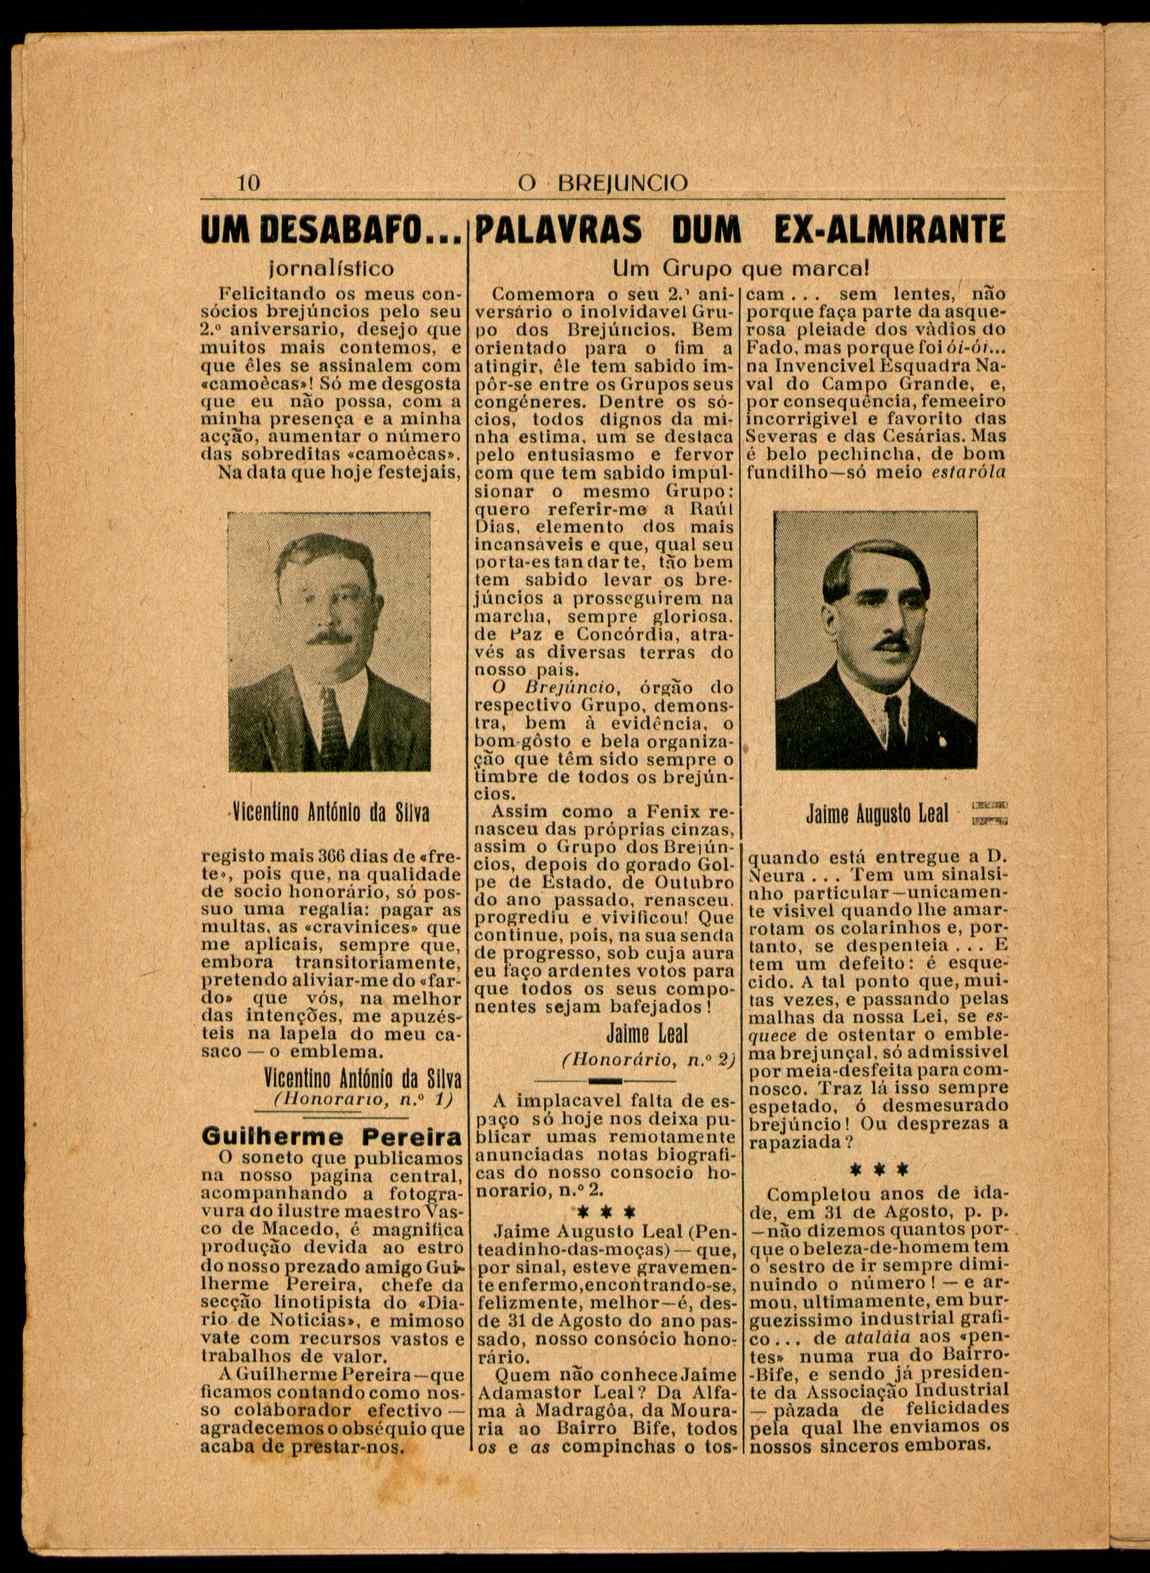 10
O BREJUNCIO
UM DESABAFO...
jornalístico
Felicitando os meus con-
sócios brejúncios pelo seu
2.º aniversario, desejo que
muitos mais contemos, e
que êles se assinalem com
«camoècas»! Só me desgosta
que eu não possa, com a
minha presença e a minha
acção, aumentar o número
das sobreditas «camoècas».
Na data que hoje festejais,
Vicentino António da Silva
registo mais 366 dias de «fre-
te», pois que, na qualidade
de socio honorário, só pos-
suo uma regalia: pagar as
multas, as «cravinices» que
me aplicais, sempre que,
embora transitoriamente,
pretendo aliviar-me do «far-
do» que vós, na melhor
das intenções, me apuzés-
teis na lapela do meu ca-
saco — o emblema.
Vicentino António da Silva
(Honorario, n.º 1)
Guilherme Pereira
O soneto que publicamos
na nosso pagina central,
acompanhando a fotogra-
vura do ilustre maestro Vas-
co de Macedo, é magnifica
produção devida ao estro
do nosso prezado amigo Gui-
lherme Pereira, chefe da
secção linotipista do «Dia-
rio de Noticias», e mimoso
vate com recursos vastos e
trabalhos de valor.
A Guilherme Pereira—que
ficamos contando como nos-
so colaborador efectivo —
agradecemos o obséquio que
acaba de prestar-nos.
PALAVRAS DUM EX-ALMIRANTE
Um Grupo que marca!
Comemora o seu 2.º ani-
versário o inolvidavel Gru-
po dos Brejúncios. Bem
orientado para o fim a
atingir, êle tem sabido im-
pôr-se entre os Grupos seus
congéneres. Dentre os só-
cios, todos dignos da mi-
nha estima, um se destaca
pelo entusiasmo e fervor
com que tem sabido impul-
sionar o mesmo Grupo:
quero referir-me a Raúl
Dias, elemento dos mais
incansáveis e que, qual seu
porta-estandarte, tão bem
tem sabido levar os bre-
júncios a prosseguirem na
marcha, sempre gloriosa,
de Paz e Concórdia, atra-
vés as diversas terras do
nosso país.
O Brejúncio, órgão do
respectivo Grupo, demons-
tra, bem à evidência, o
bom-gôsto e bela organiza-
ção que têm sido sempre o
timbre de todos os brejún-
cios.
Assim como a Fenix re-
nasceu das próprias cinzas,
assim o Grupo dos Brejún-
cios, depois do gorado Gol-
pe de Estado, de Outubro
do ano passado, renasceu,
progrediu e vivificou! Que
continue, pois, na sua senda
de progresso, sob cuja aura
eu faço ardentes votos para
que todos os seus compo-
nentes sejam bafejados!
Jaime Leal
(Honorário, n.º 2)
A implacavel falta de es-
paço só hoje nos deixa pu-
blicar umas remotamente
anunciadas notas biografi-
cas do nosso consocio ho-
norario, n.º 2.
* * *
Jaime Augusto Leal (Pen-
teadinho-das-moças) — que,
por sinal, esteve gravemen-
te enfermo, encontrando-se,
felizmente, melhor—é, des-
de 31 de Agosto do ano pas-
sado, nosso consócio hono-
rário.
Quem não conhece Jaime
Adamastor Leal? Da Alfa-
ma à Madragôa, da Moura-
ria ao Bairro Bife, todos
os e as compinchas o tos-
cam... sem lentes, não
porque faça parte da asque-
rosa pleiade dos vàdios do
Fado, mas porque foi ói-ói...
na Invencivel Esquadra Na-
val do Campo Grande, e,
por consequência, femeeiro
incorrigivel e favorito das
Severas e das Cesárias. Mas
é belo pechincha, de bom
fundilho—só meio estaróla
Jaime Augusto Leal
quando está entregue a D.
Neura... Tem um sinalsi-
nho particular—unicamen-
te visivel quando lhe amar-
rotam os colarinhos e, por-
tanto, se despenteia... E
tem um defeito: é esque-
cido. A tal ponto que, mui-
tas vezes, e passando pelas
malhas da nossa Lei, se es-
quece de ostentar o emble-
ma brejunçal, só admissivel
por meia-desfeita para com-
nosco. Traz lá isso sempre
espetado, ó desmesurado
brejúncio! Ou desprezas a
rapaziada?
* * *
Completou anos de ida-
de, em 31 de Agosto, p. p.
—não dizemos quantos por-
que o beleza-de-homem tem
o sestro de ir sempre dimi-
nuindo o número! — e ar-
mou, ultimamente, em bur-
guezissimo industrial grafi-
co... de atalaia aos «pen-
tes» numa rua do Bairro-
-Bife, e sendo já presiden-
te da Associação Industrial
— pàzada de felicidades
pela qual lhe enviamos os
nossos sinceros emboras.